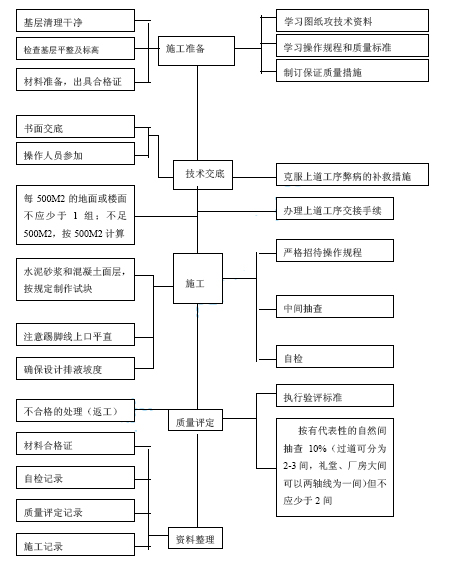 基层清理干净
检查基层平整及标高
材料准备，出具合格证
施工准备
学习图纸攻技术资料
学习操作规程和质量标准
制订保证质量措施
书面交底
操作人员参加
技术交底
克服上道工序弊病的补救措施
每 500M2 的地面或楼面
不应少于 1 组；不足
500M2，按 500M2 计算
办理上道工序交接手续
水泥砂浆和混凝土面层，
按规定制作试块
注意踢脚线上口平直
确保设计排液坡度
施工
严格招待操作规程
中间抽查
自检
不合格的处理（返工）
质量评定
执行验评标准
按有代表性的自然间
抽查 10%（过道可分为
2-3 间，礼堂、厂房大间
可以两轴线为一间）但不
应少于 2 间
材料合格证
自检记录
质量评定记录
施工记录
资料整理